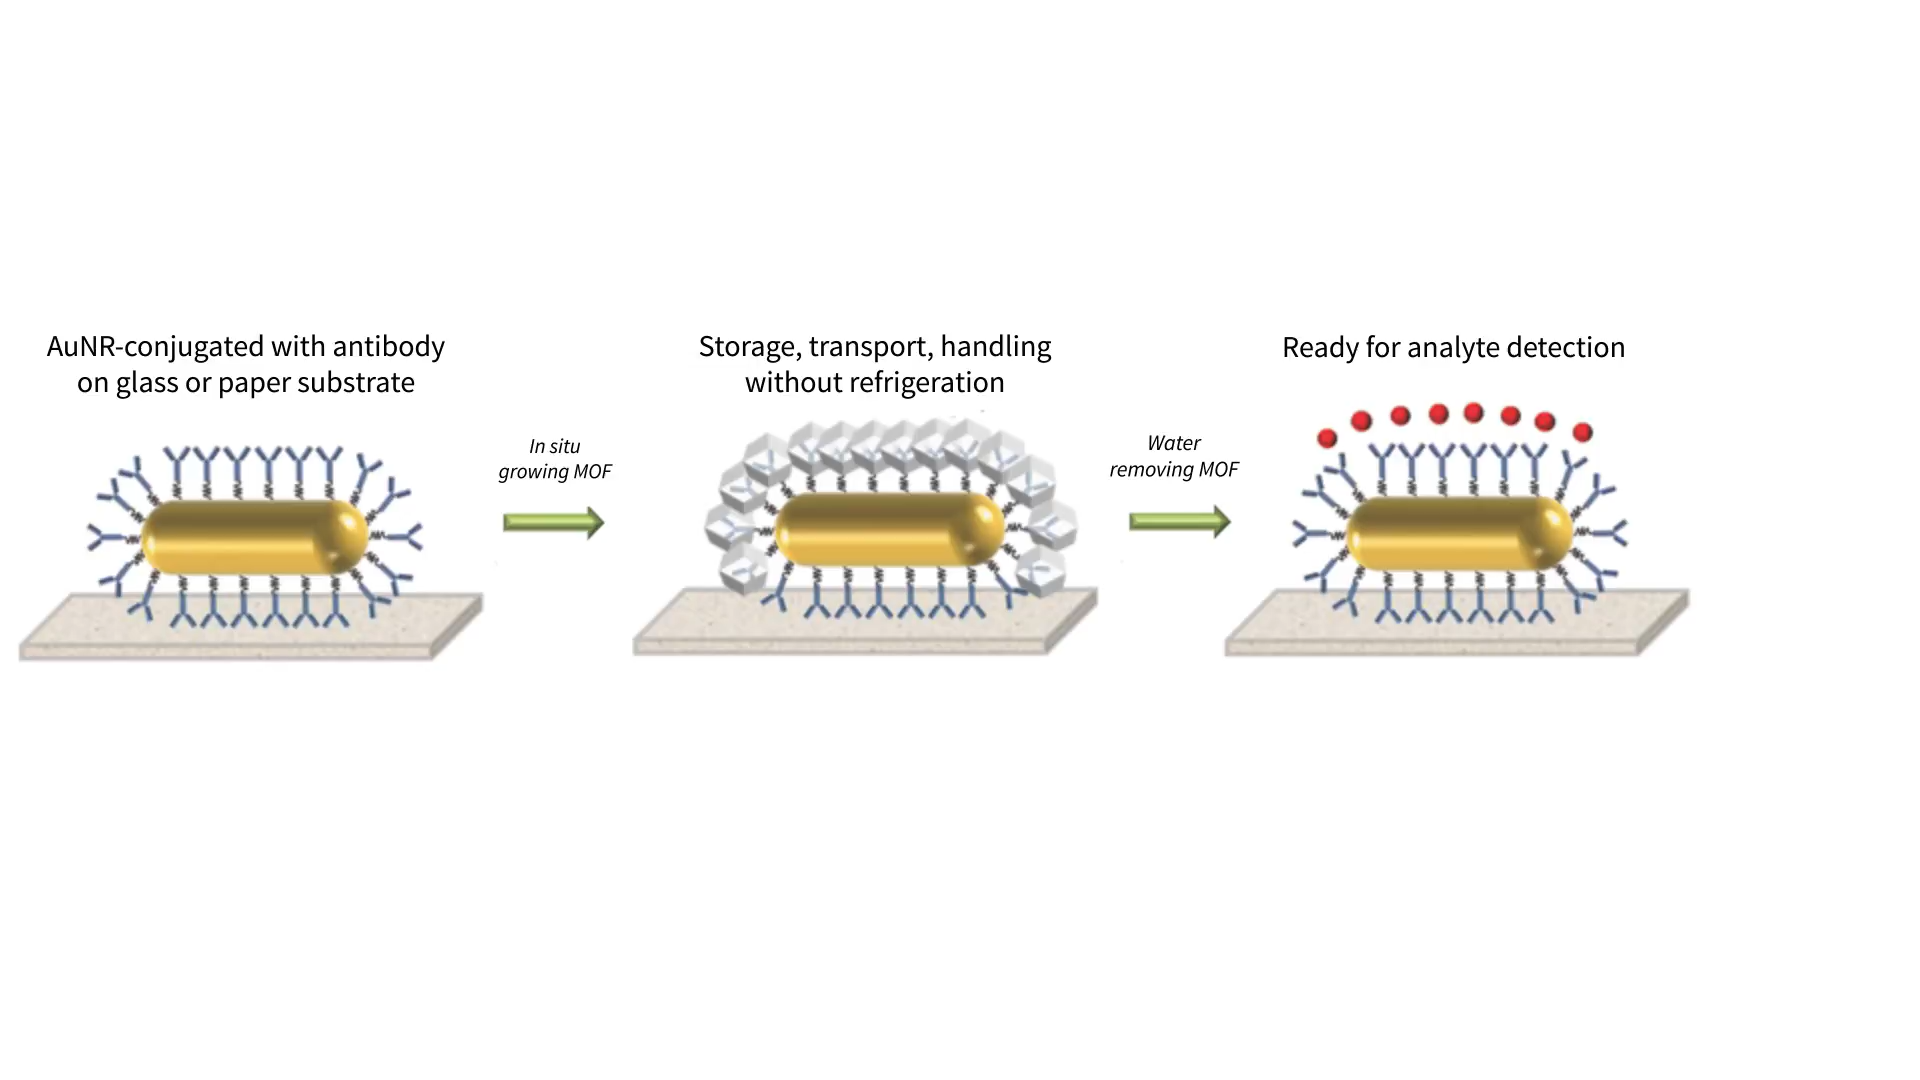 AuNR-conjugated with antibody
on glass or paper substrate
In situ
growing MOF
Storage, transport, handling
without refrigeration
Water
removing MOF
Ready for analyte detection